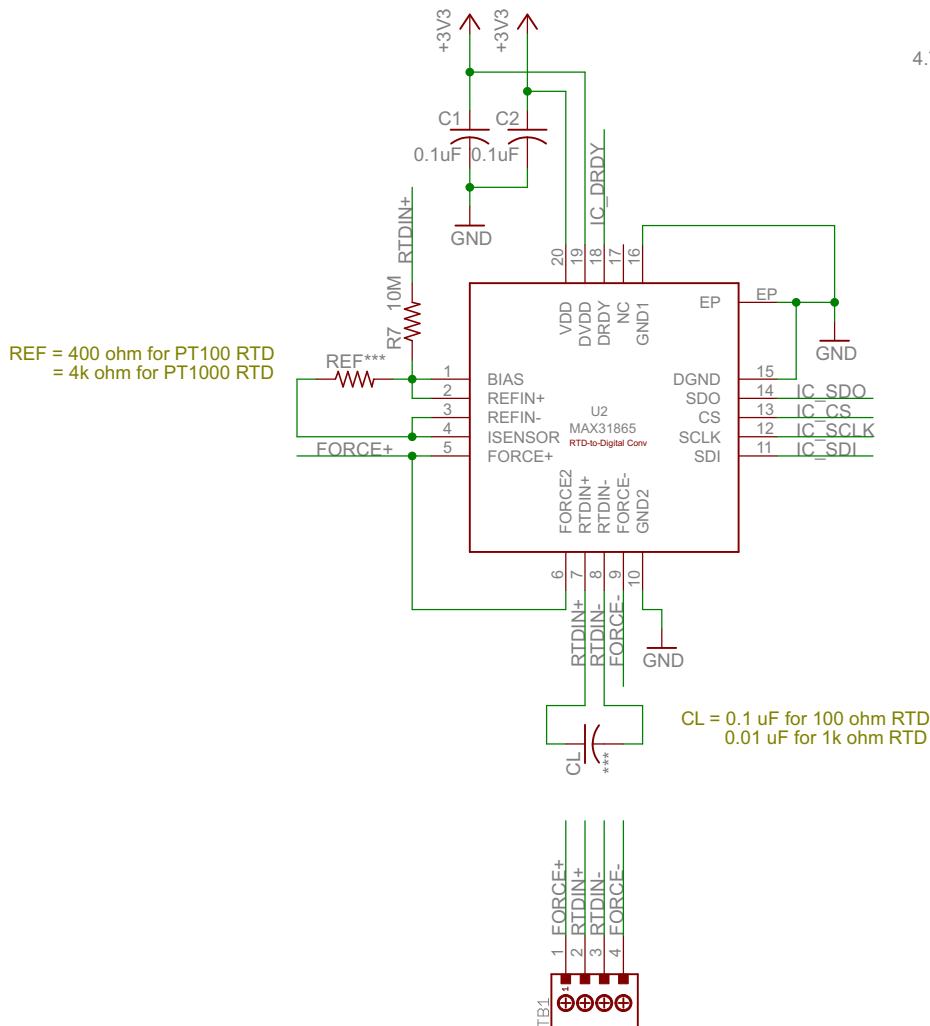 +3V3
+3V3
4.
C1
C2
0.1uF
0.1uF
IC_DRDY
GND
RTDIN+
R7
10M
20
19
18
17
16
VDD
DVDD
DRDY
NC
GND1
EP
EP
GND
REF = 400 ohm for PT100 RTD
= 4k ohm for PT1000 RTD
REF***
1
BIAS
2
REFIN+
3
REFIN-
4
ISENSOR
5
FORCE+
FORCE+
U2
MAX31865
RTD-to-Digital Conv
DGND
15
SDO
14
IC_SDO
CS
13
IC_CS
SCLK
12
IC_SCLK
SDI
11
IC_SDI
FORCE2
RTDIN+
RTDIN-
FORCE-
GND2
6
7
8
9
10
RTDIN+
RTDIN-
FORCE-
GND
CL = 0.1 uF for 100 ohm RTD
0.01 uF for 1k ohm RTD
CL
***
FORCE+
RTDIN+
RTDIN-
FORCE-
1
2
3
4
1
TB1